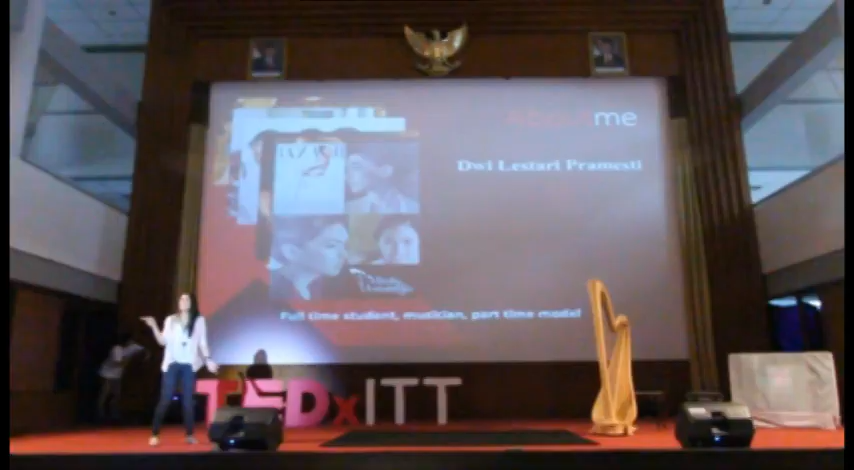 About me
Dwi Lestari Pramesti
Full time student, musician, part time model
TEDxITT